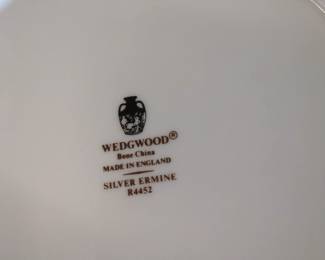 WEDGWOOD®
Bone China
MADE IN ENGLAND
SILVER ERMINE
R4452